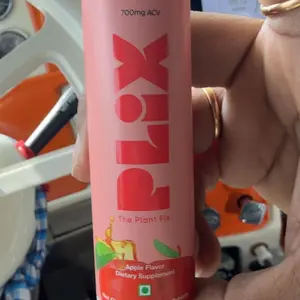 700mg ACV
PLiX
The Plant Fix
Apple Flavor
Dietary Supplement